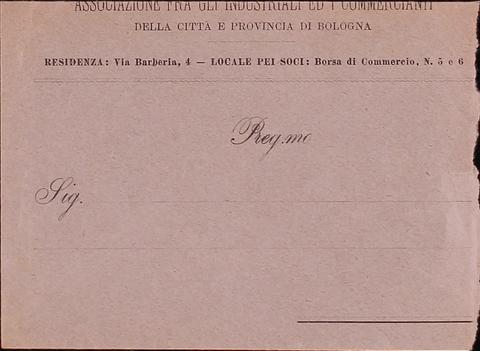 ASSOCIAZIONE FRA GLI INDUSTRIALI ED I COMMERCIANTI
DELLA CITTÀ E PROVINCIA DI BOLOGNA
RESIDENZA: Via Barberia, 4 — LOCALE PEI SOCI: Borsa di Commercio, N. 5 e 6
Preg.mo
Sig.